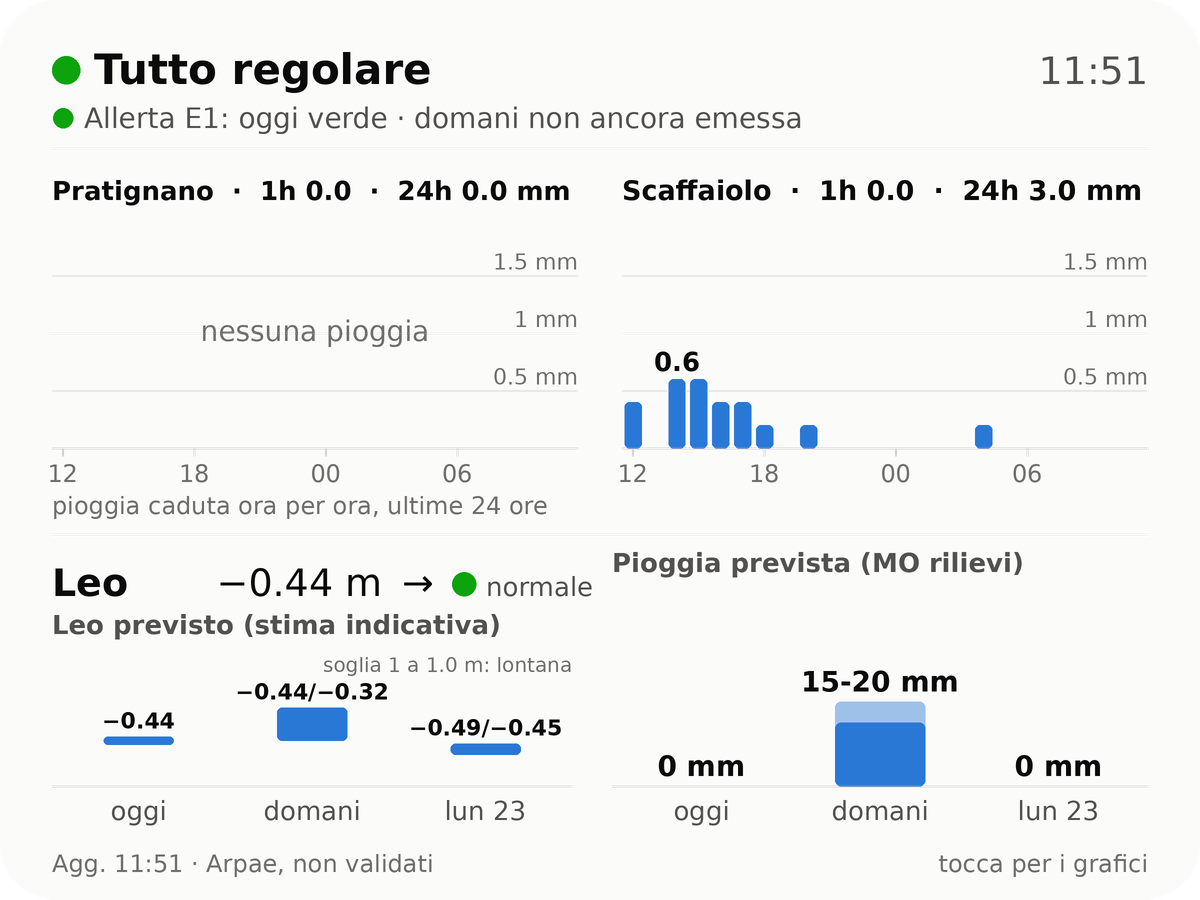 Tutto regolare
11:51
Allerta E1: oggi verde · domani non ancora emessa
Pratignano · 1h 0.0 · 24h 0.0 mm
1.5 mm
1 mm
nessuna pioggia
0.5 mm
12 18 00 06
pioggia caduta ora per ora, ultime 24 ore
Scaffaiolo · 1h 0.0 · 24h 3.0 mm
1.5 mm
1 mm
0.6
0.5 mm
12 18 00 06
Leo −0.44 m → normale
Leo previsto (stima indicativa)
soglia 1 a 1.0 m: lontana
−0.44/−0.32
−0.44
−0.49/−0.45
oggi domani lun 23
Pioggia prevista (MO rilievi)
15-20 mm
0 mm 0 mm
oggi domani lun 23
Agg. 11:51 · Arpae, non validati
tocca per i grafici